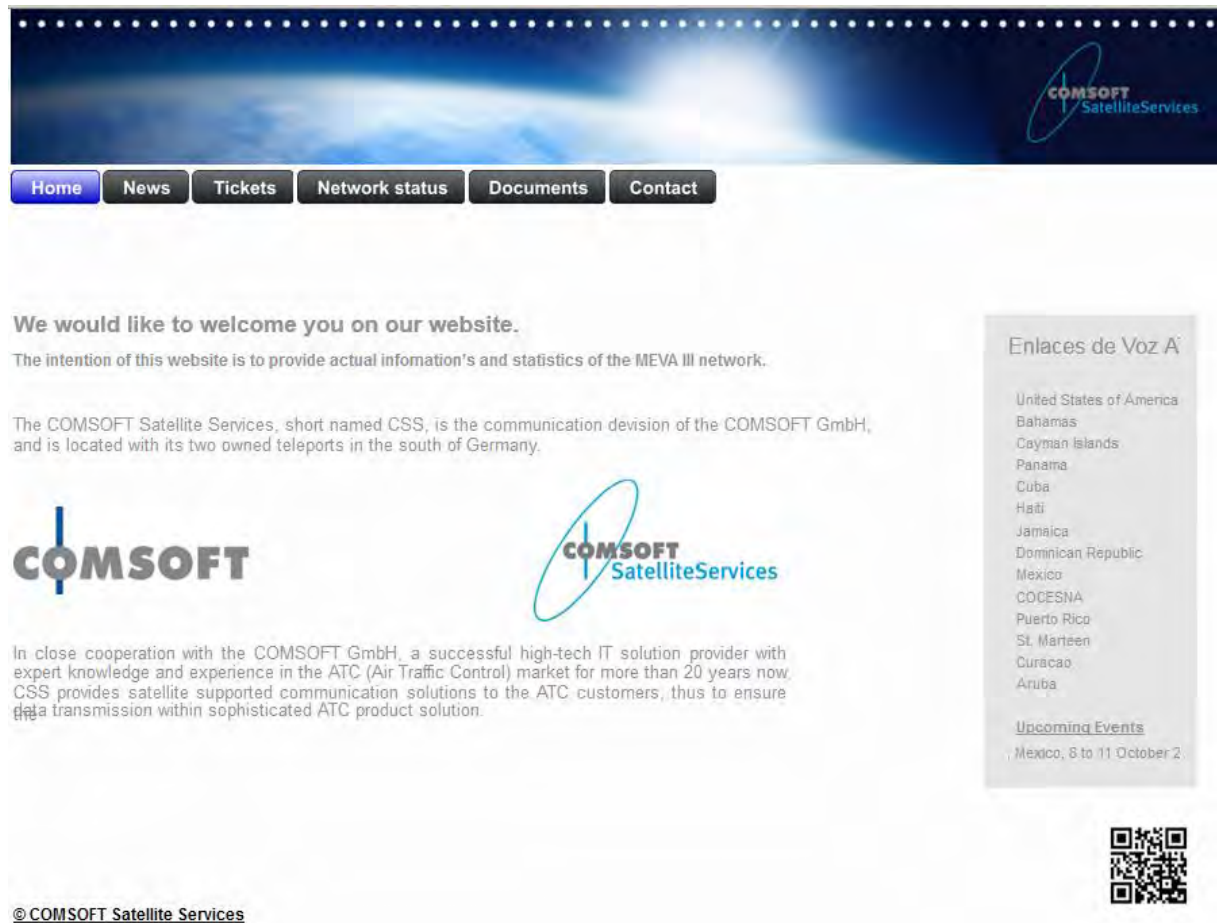 COMSOFT
SatelliteServices
Home News Tickets Network status Documents Contact
We would like to welcome you on our website.
The intention of this website is to provide actual infomation's and statistics of the MEVA III network.
The COMSOFT Satellite Services, short named CSS, is the communication devision of the COMSOFT GmbH,
and is located with its two owned teleports in the south of Germany.
COMSOFT
COMSOFT
SatelliteServices
In close cooperation with the COMSOFT GmbH, a successful high-tech IT solution provider with
expert knowledge and experience in the ATC (Air Traffic Control) market for more than 20 years now
CSS provides satellite supported communication solutions to the ATC customers, thus to ensure
the
data transmission within sophisticated ATC product solution.
Enlaces de Voz A
United States of America
Bahamas
Cayman Islands
Panama
Cuba
Haiti
Jamaica
Dominican Republic
Mexico
COCESNA
Puerto Rico
St. Marteen
Curacao
Aruba
Upcoming Events
, Mexico, 8 to 11 October 2
© COMSOFT Satellite Services